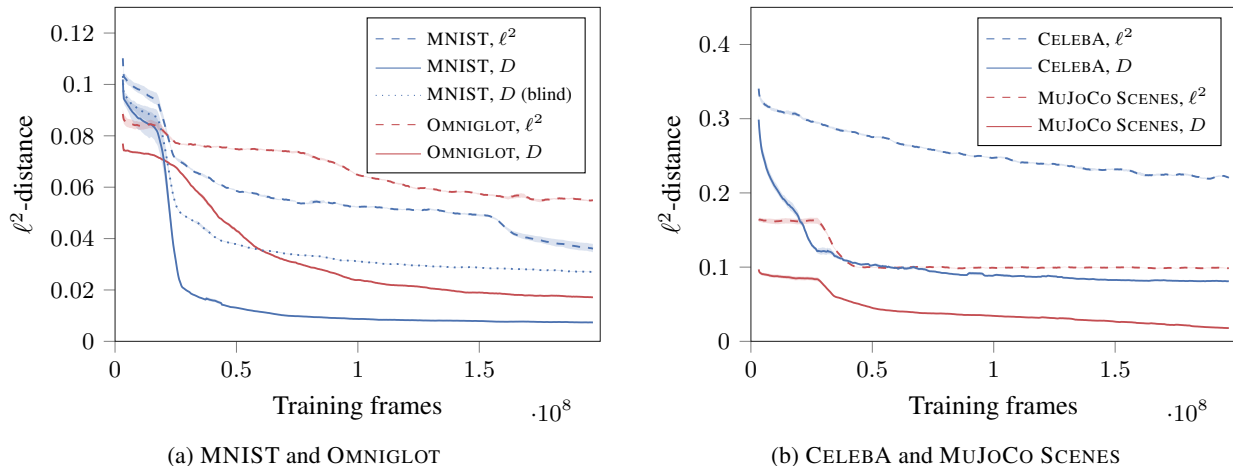 0.12
0.1
0.08
0.06
0.04
0.02
0
ℓ²-distance
MNIST, ℓ²
MNIST, D
MNIST, D (blind)
OMNIGLOT, ℓ²
OMNIGLOT, D
0 0.5 1 1.5
Training frames
·10⁸
(a) MNIST and OMNIGLOT
0.4
0.3
0.2
0.1
0
ℓ²-distance
CELEBA, ℓ²
CELEBA, D
MUJOCO SCENES, ℓ²
MUJOCO SCENES, D
0 0.5 1 1.5
Training frames
·10⁸
(b) CELEBA and MUJOCO SCENES